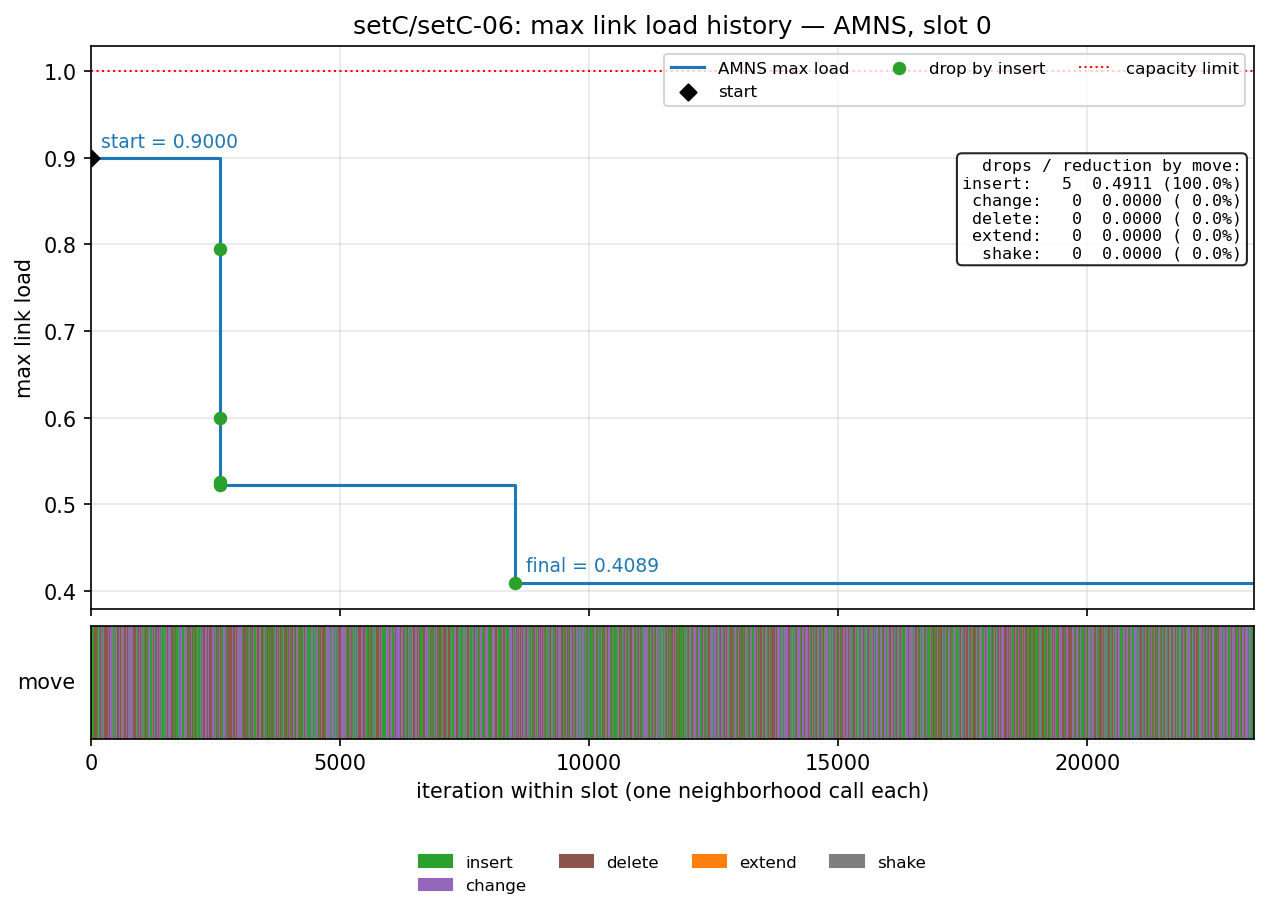 setC/setC-06: max link load history — AMNS, slot 0
AMNS max load
drop by insert
capacity limit
start
1.0
0.9
0.8
0.7
0.6
0.5
0.4
max link load
start = 0.9000
drops / reduction by move:
insert: 5 0.4911 (100.0%)
change: 0 0.0000 ( 0.0%)
delete: 0 0.0000 ( 0.0%)
extend: 0 0.0000 ( 0.0%)
shake: 0 0.0000 ( 0.0%)
final = 0.4089
move
0 5000 10000 15000 20000
iteration within slot (one neighborhood call each)
insert delete extend shake
change